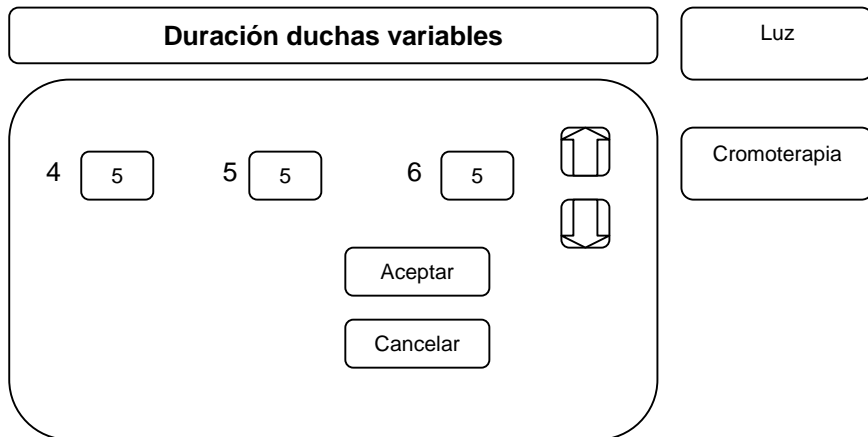 Duración duchas variables
Luz
4 5 5 5 6 5
Cromoterapia
Aceptar
Cancelar